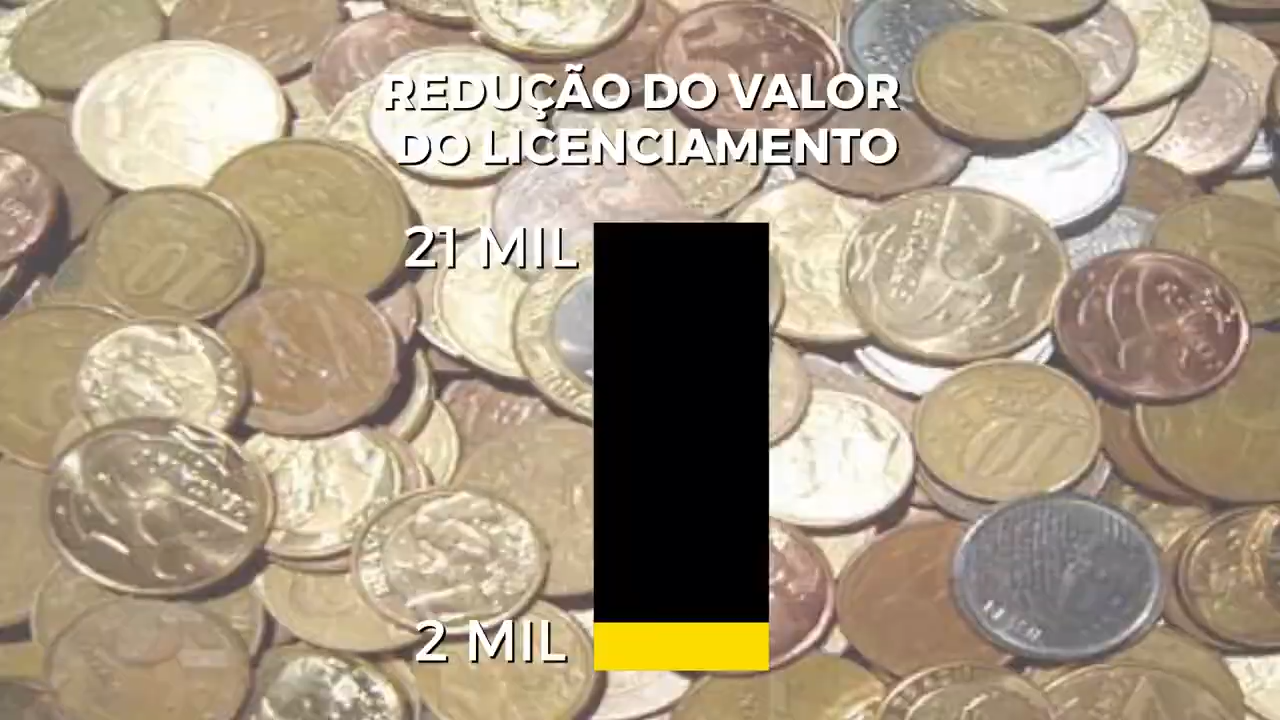 REDUÇÃO DO VALOR
DO LICENCIAMENTO
21 MIL
2 MIL